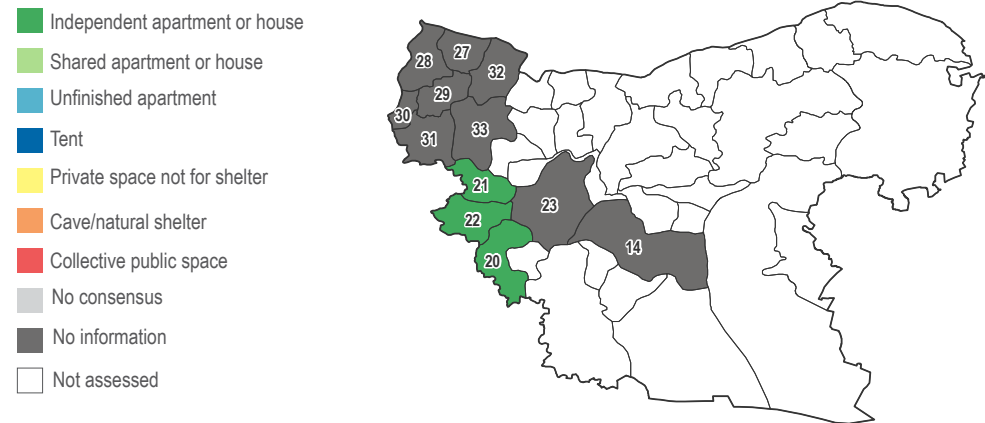 Independent apartment or house
Shared apartment or house
Unfinished apartment
Tent
Private space not for shelter
Cave/natural shelter
Collective public space
No consensus
No information
Not assessed
28
27
32
29
30
31
33
21
22
23
20
14